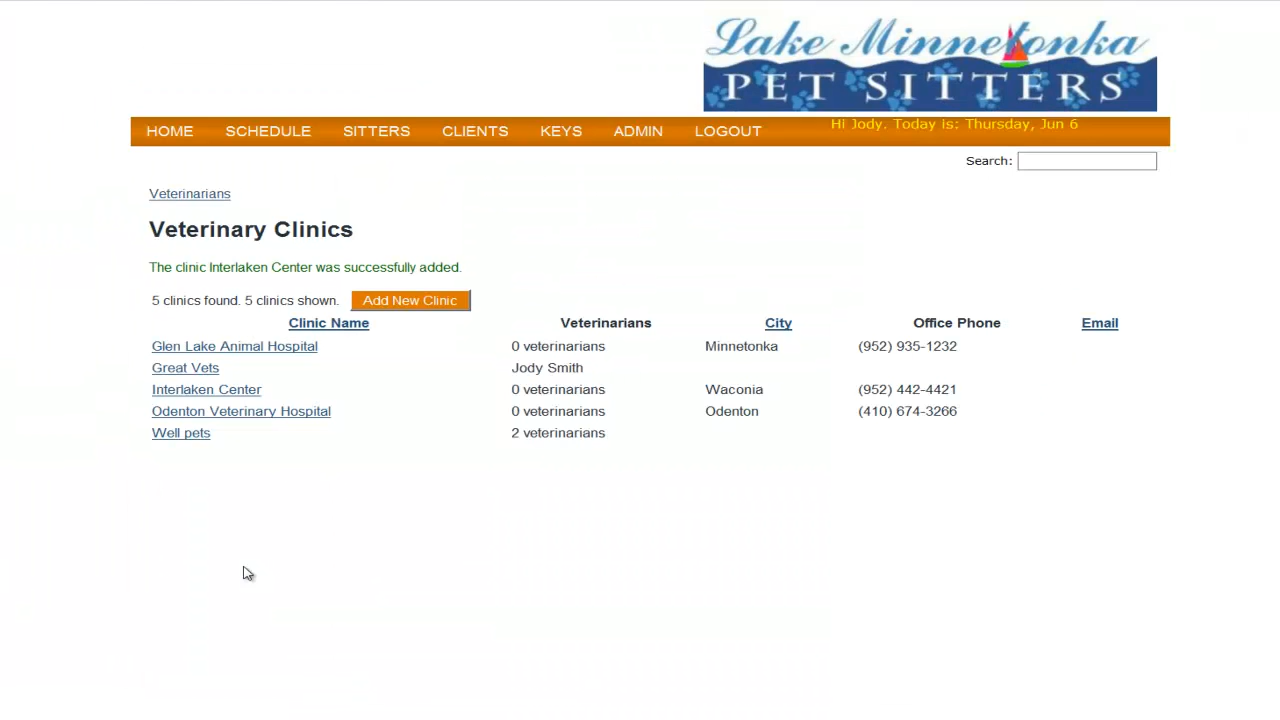 Lake Minnetonka
PET SITTERS
HOME SCHEDULE SITTERS CLIENTS KEYS ADMIN LOGOUT Hi Jody. Today is: Thursday, Jun 6
Search:
Veterinarians
Veterinary Clinics
The clinic Interlaken Center was successfully added.
5 clinics found. 5 clinics shown. Add New Clinic
Clinic Name Veterinarians City Office Phone Email
Glen Lake Animal Hospital 0 veterinarians Minnetonka (952) 935-1232
Great Vets Jody Smith
Interlaken Center 0 veterinarians Waconia (952) 442-4421
Odenton Veterinary Hospital 0 veterinarians Odenton (410) 674-3266
Well pets 2 veterinarians